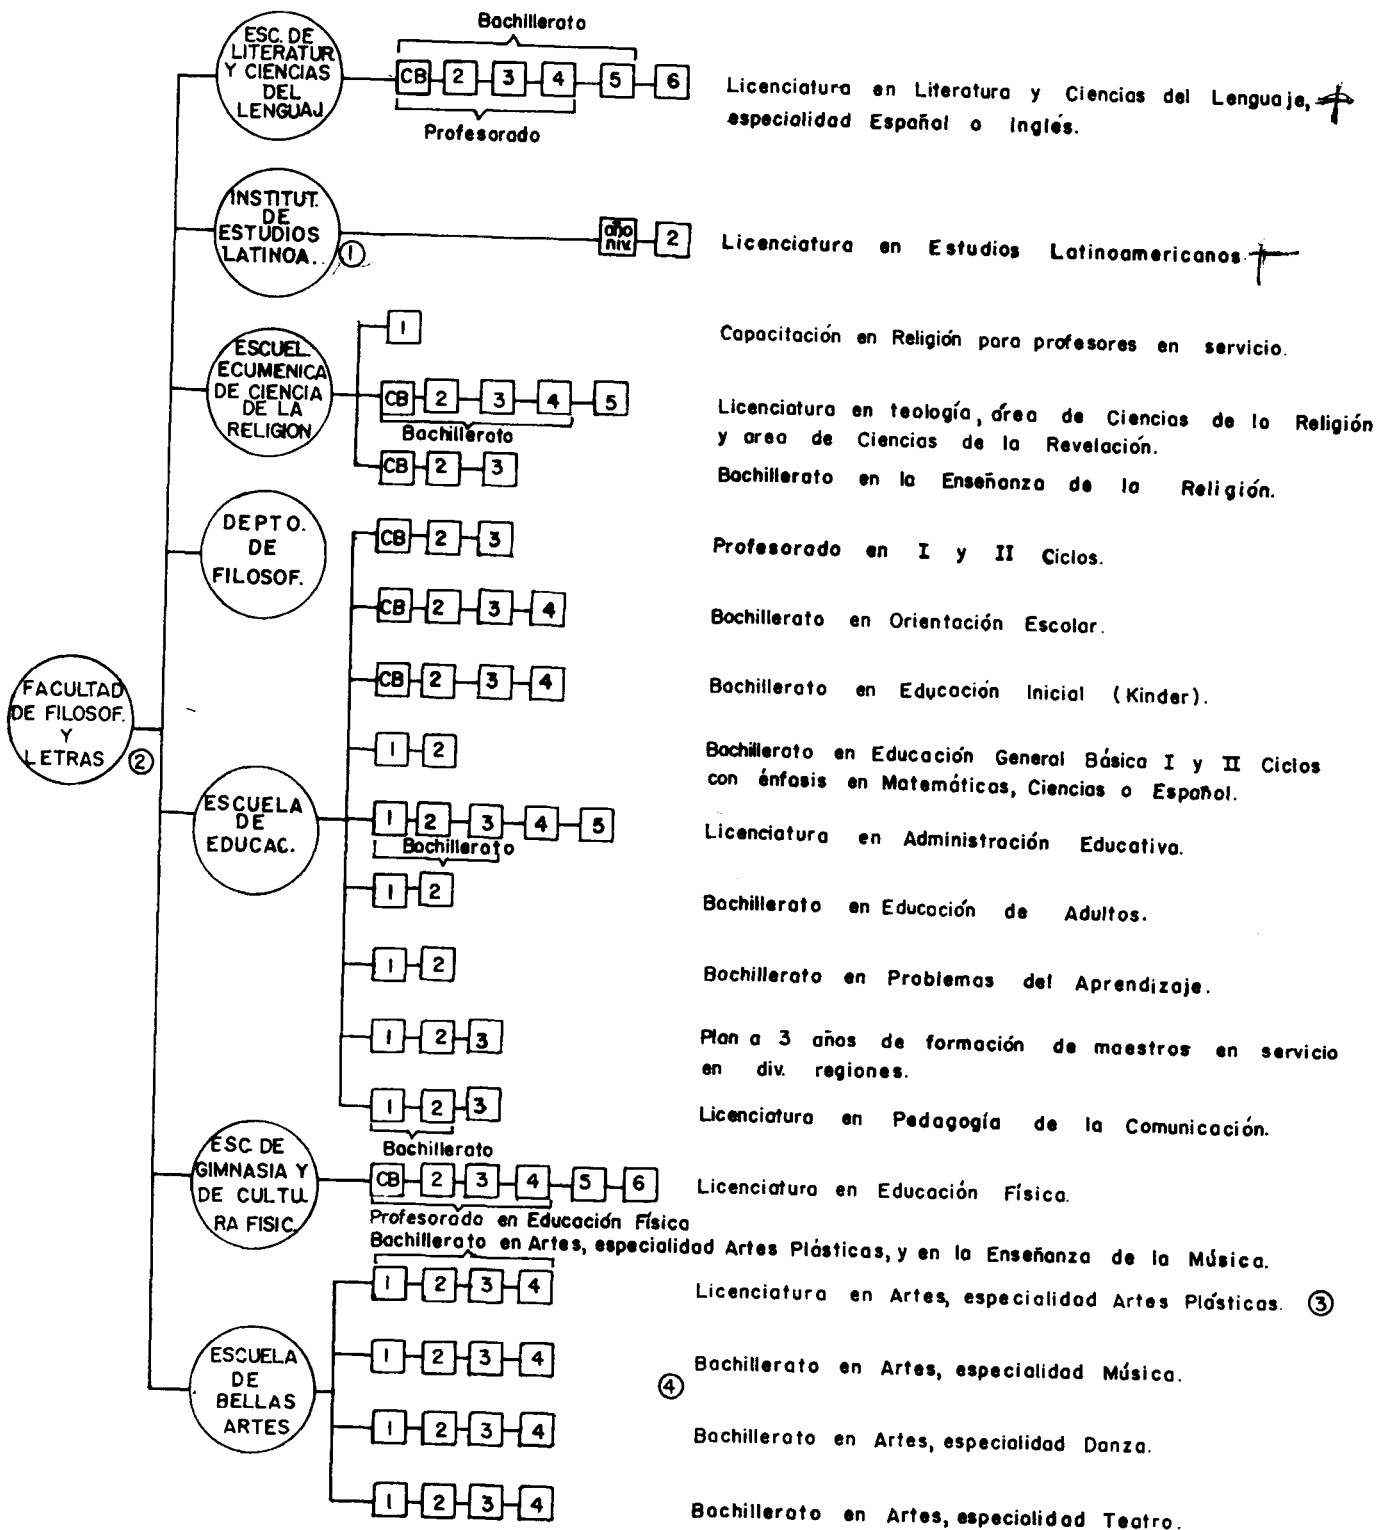 Bachillerato
ESC. DE
LITERATUR
Y CIENCIAS
DEL
LENGUAJ
CB 2 3 4 5 6
Profesorado
Licenciatura en Literatura y Ciencias del Lenguaje,
especialidad Español o Inglés.
INSTITUT.
DE
ESTUDIOS
LATINOA.
1
año
niv.
2
Licenciatura en Estudios Latinoamericanos
ESCUEL.
ECUMENICA
DE CIENCIA
DE LA
RELIGION
1
Capacitación en Religión para profesores en servicio.
CB 2 3 4 5
Bachillerato
Licenciatura en teología, área de Ciencias de la Religión
y area de Ciencias de la Revelación.
CB 2 3
Bachillerato en la Enseñanza de la Religión.
DEPTO.
DE
FILOSOF.
FACULTAD
DE FILOSOF.
Y
LETRAS
2
ESCUELA
DE
EDUCAC.
CB 2 3
Profesorado en I y II Ciclos.
CB 2 3 4
Bachillerato en Orientación Escolar.
CB 2 3 4
Bachillerato en Educación Inicial (Kinder).
1 2
Bachillerato en Educación General Básica I y II Ciclos
con énfasis en Matemáticas, Ciencias o Español.
1 2 3 4 5
Bachillerato
Licenciatura en Administración Educativa.
1 2
Bachillerato en Educación de Adultos.
1 2
Bachillerato en Problemas del Aprendizaje.
1 2 3
Plan a 3 años de formación de maestros en servicio
en div. regiones.
1 2 3
Bachillerato
Licenciatura en Pedagogía de la Comunicación.
ESC DE
GIMNASIA Y
DE CULTU
RA FISIC.
CB 2 3 4 5 6
Licenciatura en Educación Física.
Profesorado en Educación Física
Bachillerato en Artes, especialidad Artes Plásticas, y en la Enseñanza de la Música.
ESCUELA
DE
BELLAS
ARTES
1 2 3 4
Licenciatura en Artes, especialidad Artes Plásticas. 3
1 2 3 4
Bachillerato en Artes, especialidad Música.
4
1 2 3 4
Bachillerato en Artes, especialidad Danza.
1 2 3 4
Bachillerato en Artes, especialidad Teatro.